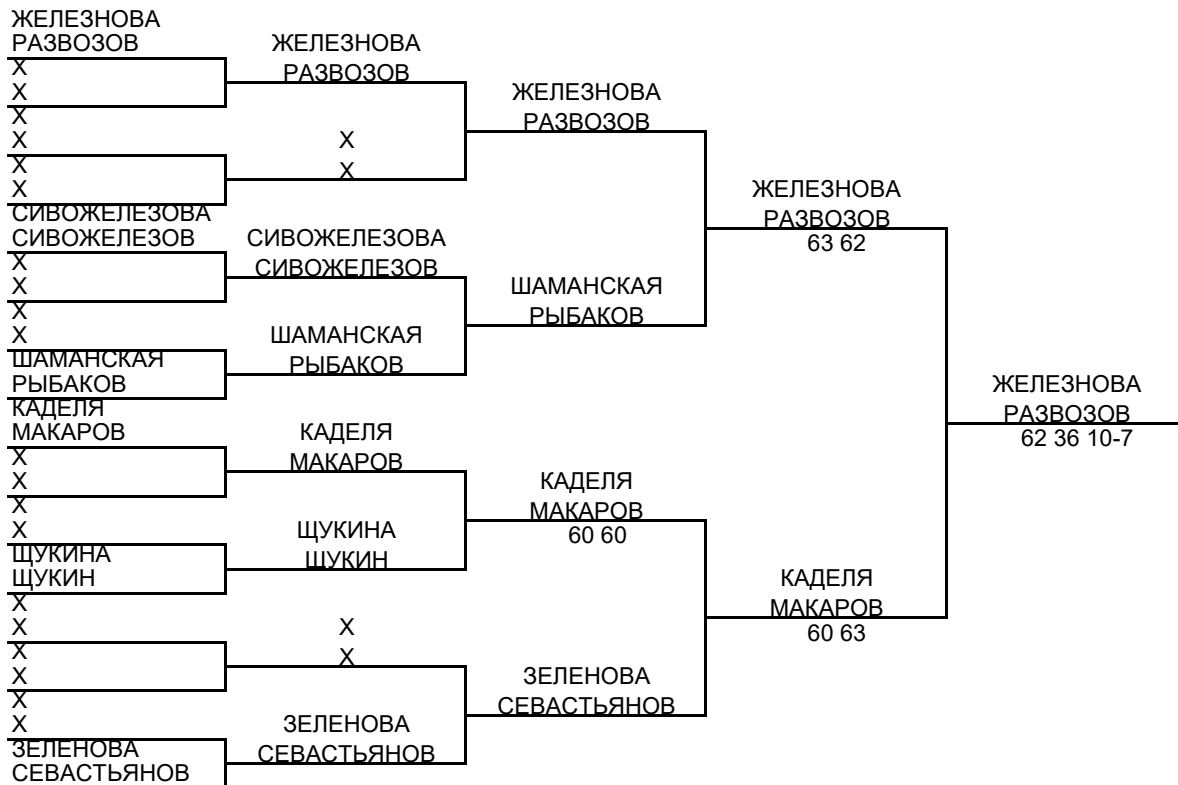 ЖЕЛЕЗНОВА
РАЗВОЗОВ
X
X
X
X
X
X
СИВОЖЕЛЕЗОВА
СИВОЖЕЛЕЗОВ
X
X
X
X
ШАМАНСКАЯ
РЫБАКОВ
КАДЕЛЯ
МАКАРОВ
X
X
X
X
ЩУКИНА
ЩУКИН
X
X
X
X
X
X
ЗЕЛЕНОВА
СЕВАСТЬЯНОВ
ЖЕЛЕЗНОВА
РАЗВОЗОВ
X
X
СИВОЖЕЛЕЗОВА
СИВОЖЕЛЕЗОВ
ШАМАНСКАЯ
РЫБАКОВ
КАДЕЛЯ
МАКАРОВ
ЩУКИНА
ЩУКИН
X
X
ЗЕЛЕНОВА
СЕВАСТЬЯНОВ
ЖЕЛЕЗНОВА
РАЗВОЗОВ
ШАМАНСКАЯ
РЫБАКОВ
КАДЕЛЯ
МАКАРОВ
60 60
ЗЕЛЕНОВА
СЕВАСТЬЯНОВ
ЖЕЛЕЗНОВА
РАЗВОЗОВ
63 62
КАДЕЛЯ
МАКАРОВ
60 63
ЖЕЛЕЗНОВА
РАЗВОЗОВ
62 36 10-7